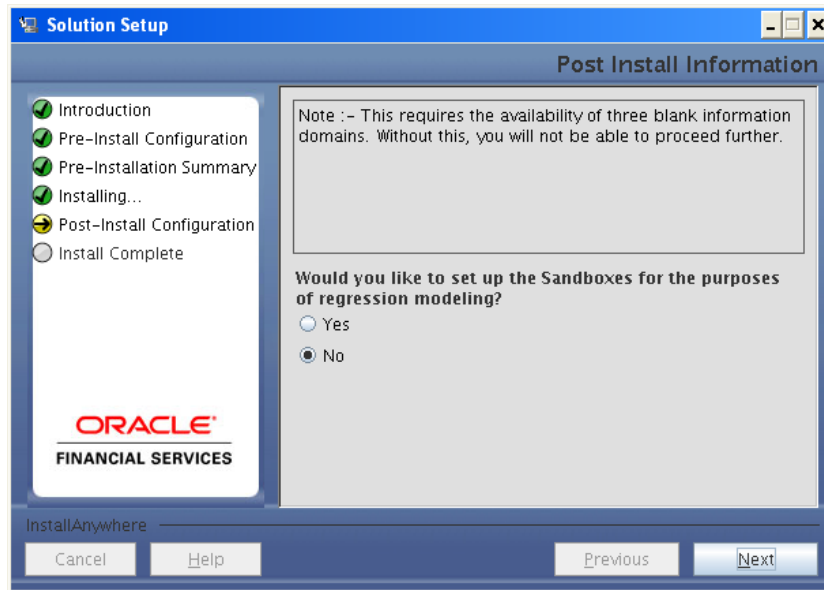 Solution Setup
Post Install Information
Introduction
Pre-Install Configuration
Pre-Installation Summary
Installing...
Post-Install Configuration
Install Complete
ORACLE
FINANCIAL SERVICES
Note :- This requires the availability of three blank information
domains. Without this, you will not be able to proceed further.
Would you like to set up the Sandboxes for the purposes
of regression modeling?
Yes
No
InstallAnywhere
Cancel
Help
Previous
Next